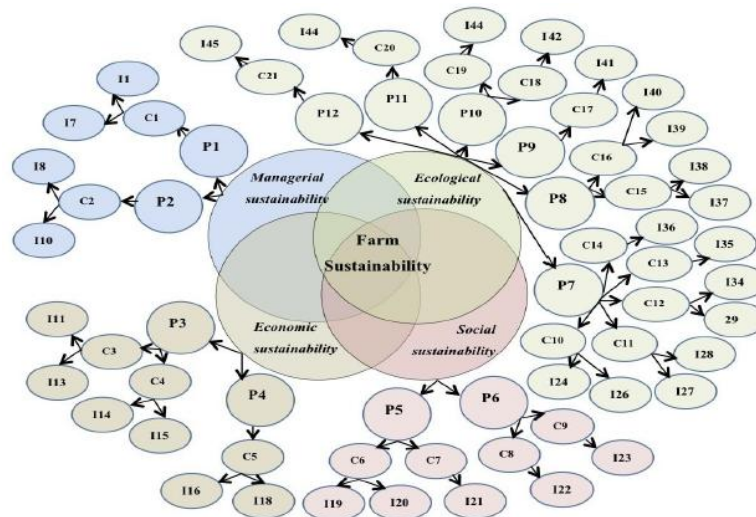 I45
I44
C20
I44
I42
C21
C19
C18
I41
I1
P12
P11
P10
C17
I40
I7
C1
P9
I39
P1
C16
I8
Managerial
sustainability
Ecological
sustainability
I38
C2
P2
P8
C15
I37
I10
Farm
Sustainability
C14
I36
I35
C13
P7
I34
C12
I11
P3
29
C3
Economic
sustainability
Social
sustainability
C10
C11
I28
I13
C4
I24
I26
I27
I14
P4
P5
P6
I15
C9
C5
C6
C7
C8
I23
I16
I18
I19
I20
I21
I22